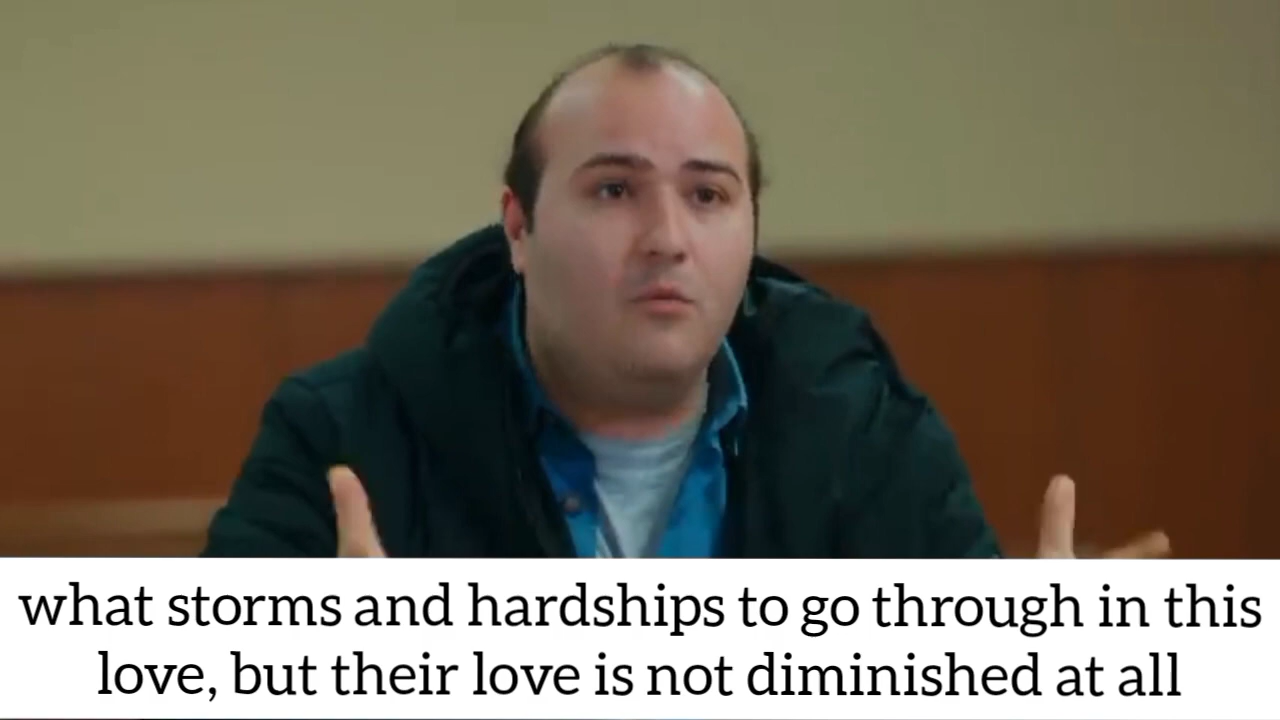 what storms and hardships to go through in this
love, but their love is not diminished at all